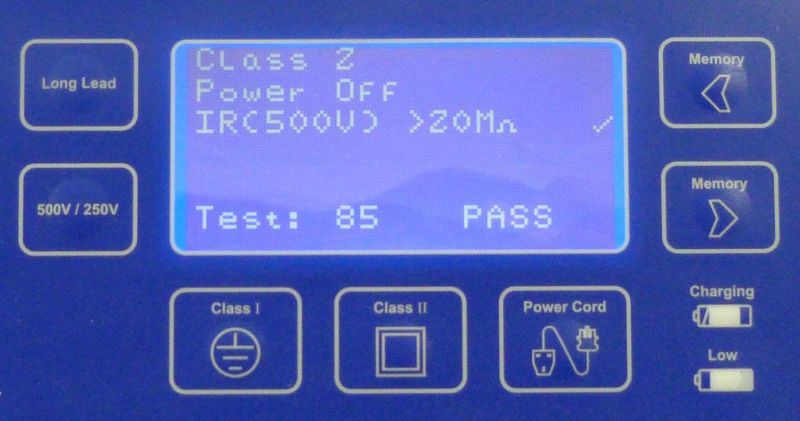 Long Lead
500V / 250V
Class 2
Power Off
IR(500V) >20MΩ ✓
Test: 85 PASS
Memory
Memory
Class I
Class II
Power Cord
Charging
Low